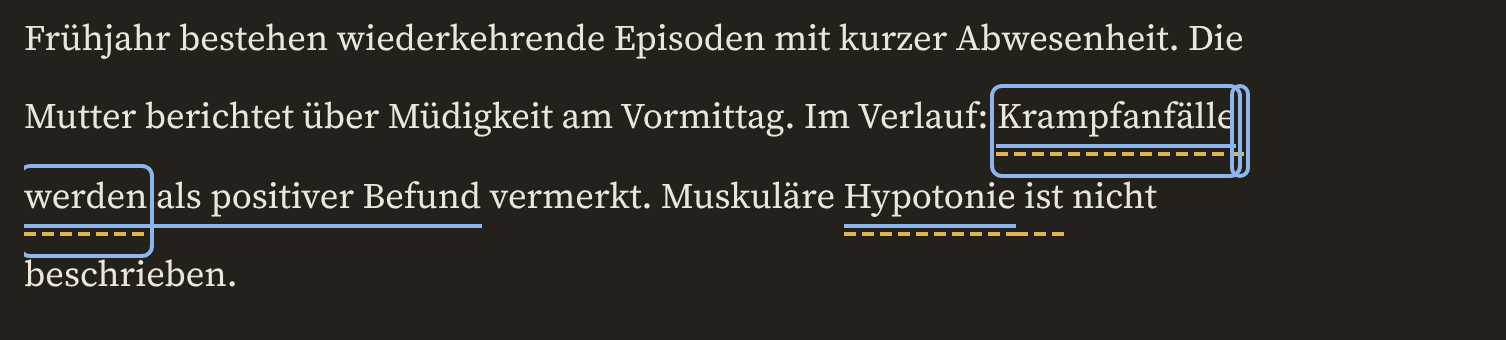 Frühjahr bestehen wiederkehrende Episoden mit kurzer Abwesenheit. Die
Mutter berichtet über Müdigkeit am Vormittag. Im Verlauf: Krampfanfälle
werden als positiver Befund vermerkt. Muskuläre Hypotonie ist nicht
beschrieben.